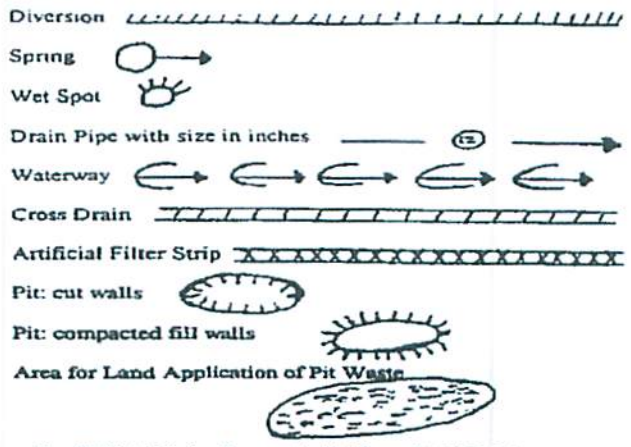 Diversion
Spring
Wet Spot
Drain Pipe with size in inches 12
Waterway
Cross Drain
Artificial Filter Strip
Pit: cut walls
Pit: compacted fill walls
Area for Land Application of Pit Waste